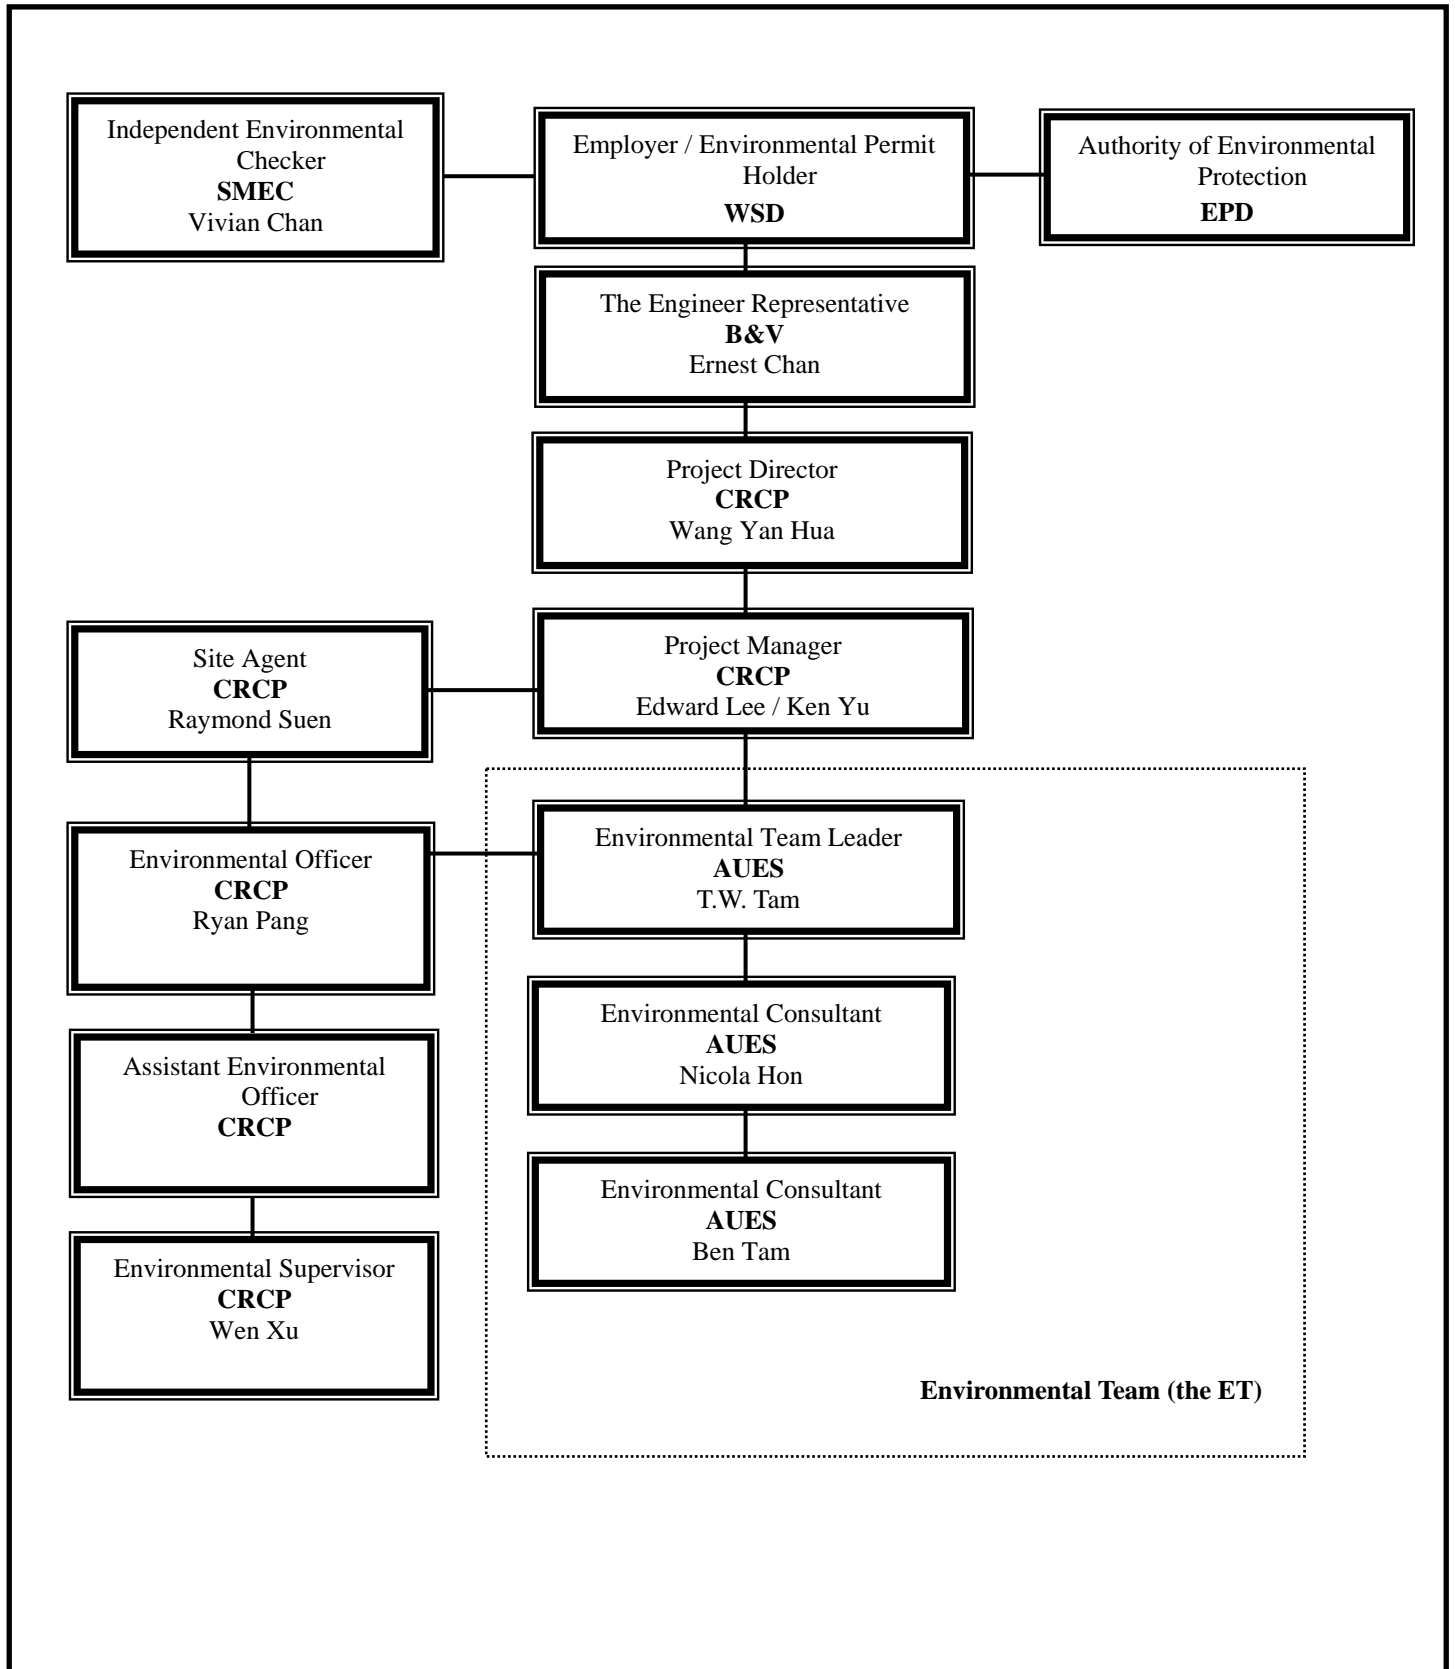 Independent Environmental
Checker
SMEC
Vivian Chan
Employer / Environmental Permit
Holder
WSD
Authority of Environmental
Protection
EPD
The Engineer Representative
B&V
Ernest Chan
Project Director
CRCP
Wang Yan Hua
Site Agent
CRCP
Raymond Suen
Project Manager
CRCP
Edward Lee / Ken Yu
Environmental Officer
CRCP
Ryan Pang
Environmental Team Leader
AUES
T.W. Tam
Assistant Environmental
Officer
CRCP
Environmental Consultant
AUES
Nicola Hon
Environmental Supervisor
CRCP
Wen Xu
Environmental Consultant
AUES
Ben Tam
Environmental Team (the ET)